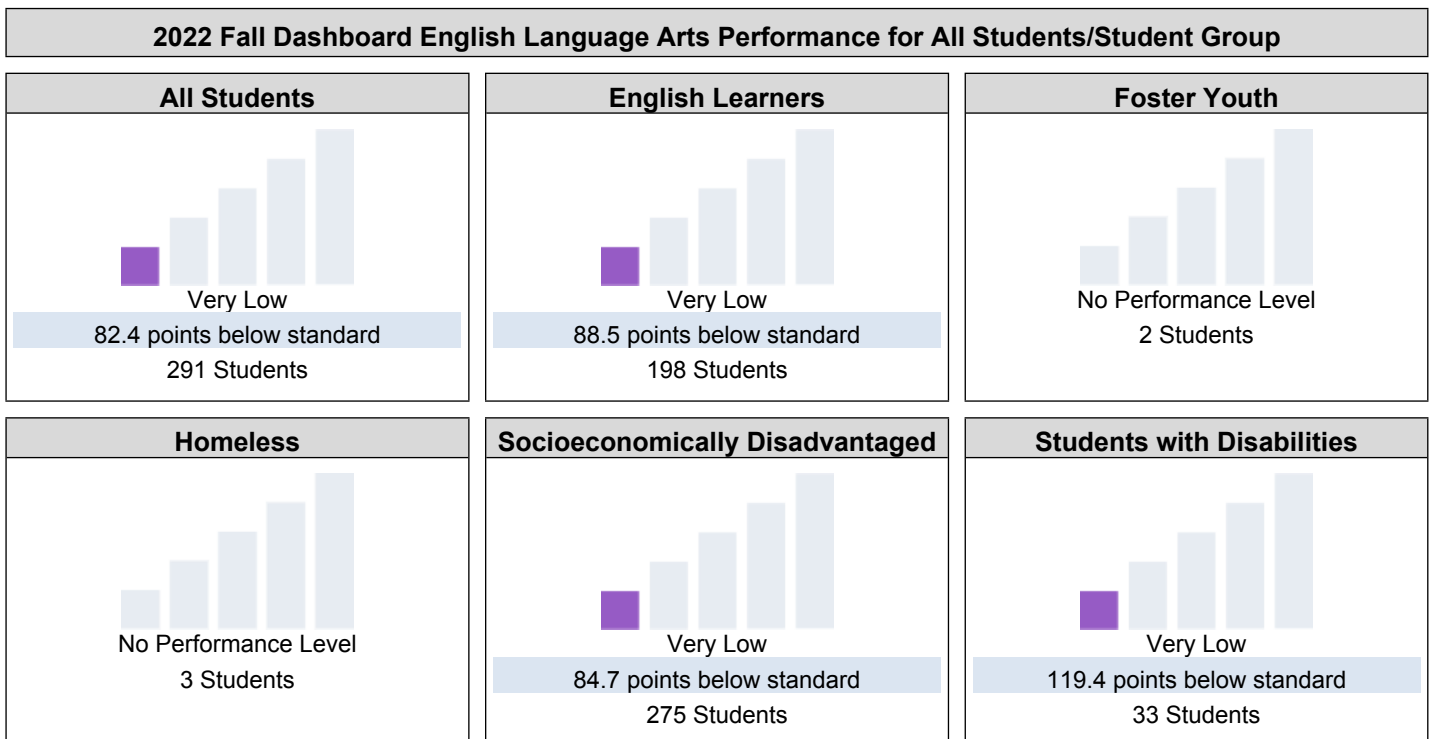 2022 Fall Dashboard English Language Arts Performance for All Students/Student Group
All Students
Very Low
82.4 points below standard
291 Students
English Learners
Very Low
88.5 points below standard
198 Students
Foster Youth
No Performance Level
2 Students
Homeless
No Performance Level
3 Students
Socioeconomically Disadvantaged
Very Low
84.7 points below standard
275 Students
Students with Disabilities
Very Low
119.4 points below standard
33 Students